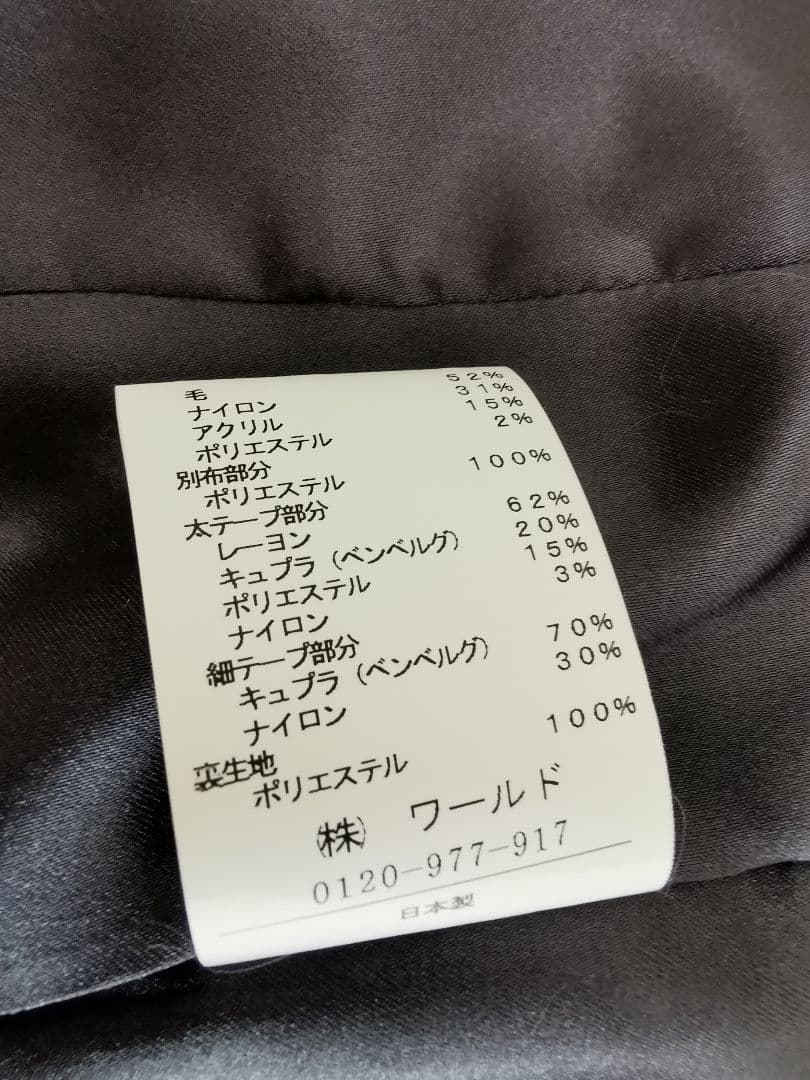 毛 52%
ナイロン 31%
アクリル 15%
ポリエステル 2%
別布部分
ポリエステル 100%
太テープ部分
レーヨン 62%
キュプラ（ベンベルグ） 20%
ポリエステル 15%
ナイロン 3%
細テープ部分
キュプラ（ベンベルグ） 70%
ナイロン 30%
裏生地
ポリエステル 100%
㈱ ワールド
0120-977-917
日本製